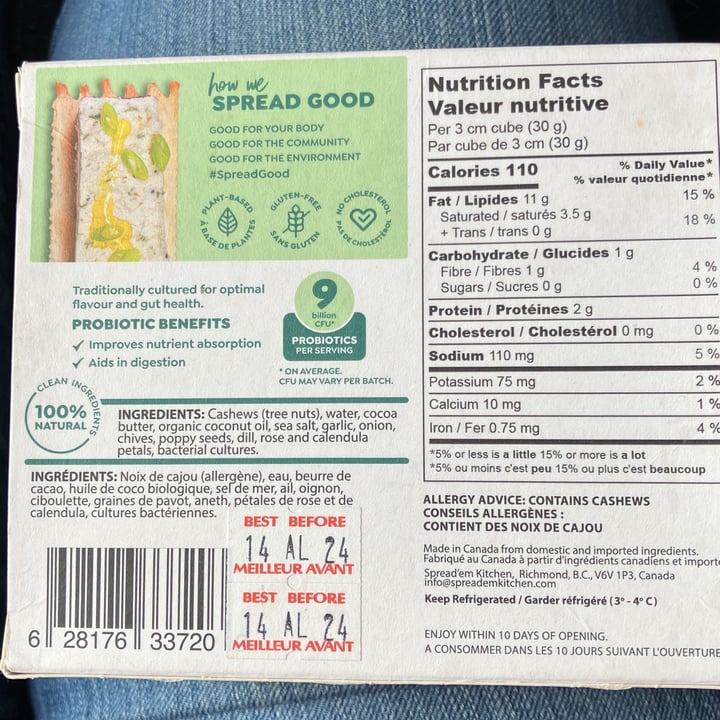 how we
SPREAD GOOD
GOOD FOR YOUR BODY
GOOD FOR THE COMMUNITY
GOOD FOR THE ENVIRONMENT
#SpreadGood
PLANT-BASED
À BASE DE PLANTES
GLUTEN-FREE
SANS GLUTEN
NO CHOLESTEROL
PAS DE CHOLESTÉROL
Traditionally cultured for optimal
flavour and gut health.
PROBIOTIC BENEFITS
✓ Improves nutrient absorption
✓ Aids in digestion
9
billion
CFU*
PROBIOTICS
PER SERVING
* ON AVERAGE.
CFU MAY VARY PER BATCH.
CLEAN INGREDIENTS
100%
NATURAL
INGREDIENTS: Cashews (tree nuts), water, cocoa
butter, organic coconut oil, sea salt, garlic, onion,
chives, poppy seeds, dill, rose and calendula
petals, bacterial cultures.
INGRÉDIENTS: Noix de cajou (allergène), eau, beurre de
cacao, huile de coco biologique, sel de mer, ail, oignon,
ciboulette, graines de pavot, aneth, pétales de rose et de
calendula, cultures bactériennes.
BEST BEFORE
14 AL 24
MEILLEUR AVANT
BEST BEFORE
14 AL 24
MEILLEUR AVANT
6 28176 33720
Nutrition Facts
Valeur nutritive
Per 3 cm cube (30 g)
Par cube de 3 cm (30 g)
Calories 110
% Daily Value*
% valeur quotidienne*
Fat / Lipides 11 g 15 %
Saturated / saturés 3.5 g
+ Trans / trans 0 g 18 %
Carbohydrate / Glucides 1 g
Fibre / Fibres 1 g 4 %
Sugars / Sucres 0 g 0 %
Protein / Protéines 2 g
Cholesterol / Cholestérol 0 mg 0 %
Sodium 110 mg 5 %
Potassium 75 mg 2 %
Calcium 10 mg 1 %
Iron / Fer 0.75 mg 4 %
*5% or less is a little 15% or more is a lot
*5% ou moins c'est peu 15% ou plus c'est beaucoup
ALLERGY ADVICE: CONTAINS CASHEWS
CONSEILS ALLERGÈNES :
CONTIENT DES NOIX DE CAJOU
Made in Canada from domestic and imported ingredients.
Fabriqué au Canada à partir d'ingrédients canadiens et importé
Spread'em Kitchen, Richmond, B.C., V6V 1P3, Canada
info@spreademkitchen.com
Keep Refrigerated / Garder réfrigéré (3° - 4° C)
ENJOY WITHIN 10 DAYS OF OPENING.
A CONSOMMER DANS LES 10 JOURS SUIVANT L'OUVERTURE